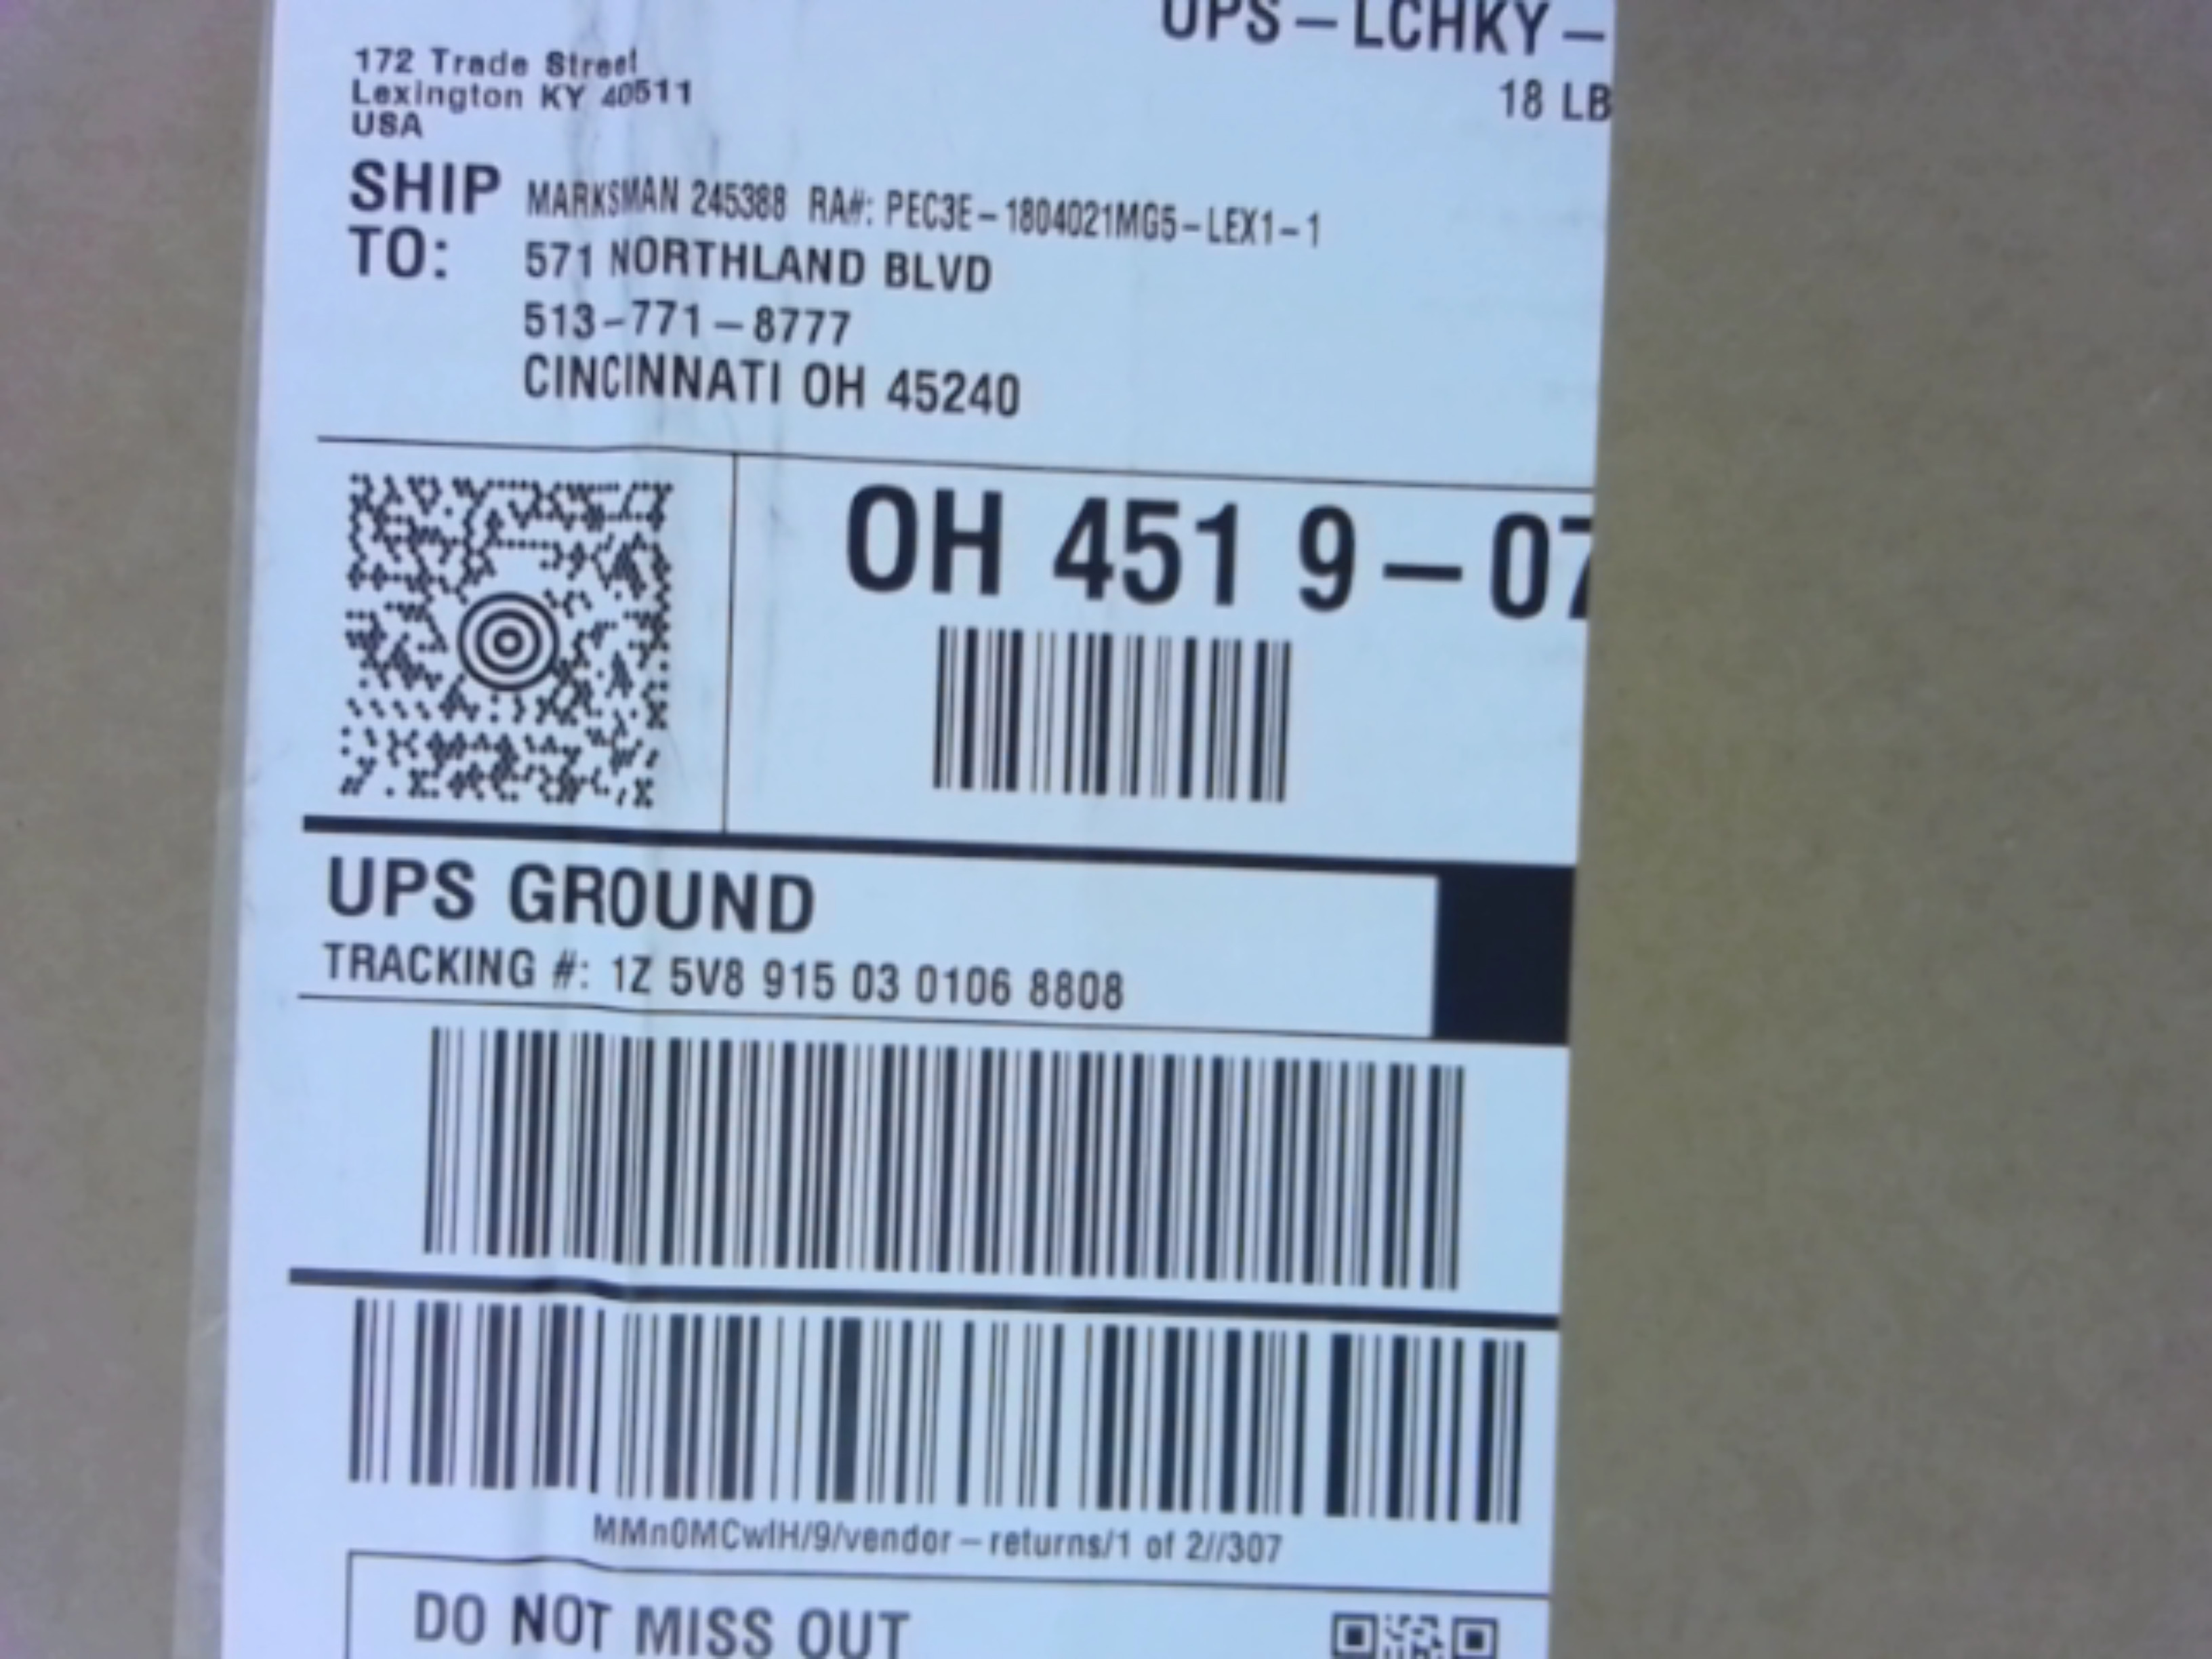 UPS-LCHKY-
172 Trade Street
18 LB
Lexington KY 40511
USA
SHIP TO:
MARKSMAN 245388 RA#: PEC3E-1804021MG5-LEX1-1
571 NORTHLAND BLVD
513-771-8777
CINCINNATI OH 45240
OH 451 9-07
UPS GROUND
TRACKING #: 1Z 5V8 915 03 0106 8808
MMn0MCwlH/9/vendor-returns/1 of 2//307
DO NOT MISS OUT